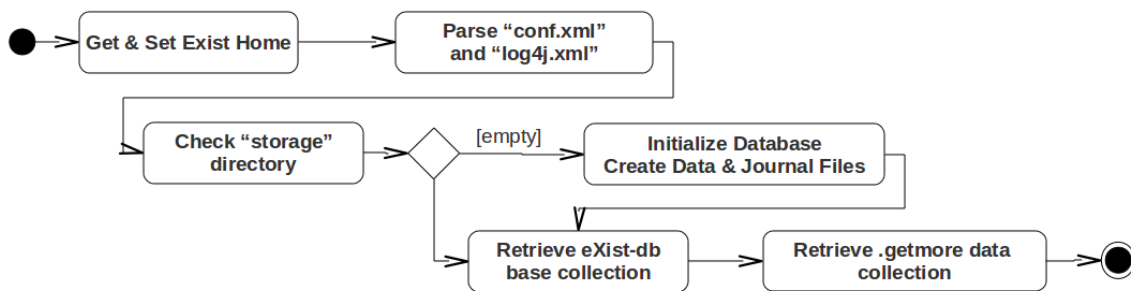 Get & Set Exist Home
Parse “conf.xml”
and “log4j.xml”
Check “storage”
directory
[empty]
Initialize Database
Create Data & Journal Files
Retrieve eXist-db
base collection
Retrieve .getmore data
collection